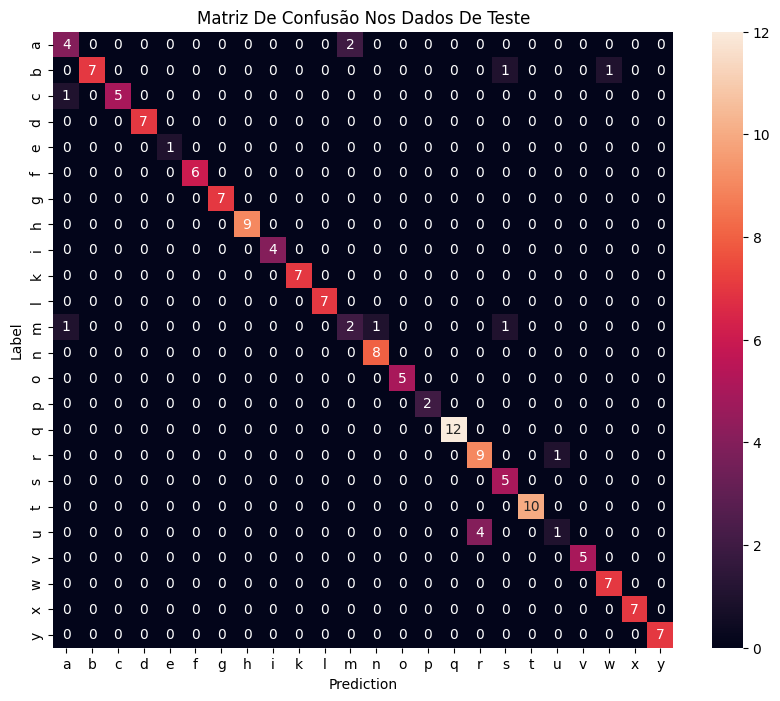 Matriz De Confusão Nos Dados De Teste
a 4 0 0 0 0 0 0 0 0 0 0 2 0 0 0 0 0 0 0 0 0 0 0 0
b 0 7 0 0 0 0 0 0 0 0 0 0 0 0 0 0 0 1 0 0 0 1 0 0
c 1 0 5 0 0 0 0 0 0 0 0 0 0 0 0 0 0 0 0 0 0 0 0 0
d 0 0 0 7 0 0 0 0 0 0 0 0 0 0 0 0 0 0 0 0 0 0 0 0
e 0 0 0 0 1 0 0 0 0 0 0 0 0 0 0 0 0 0 0 0 0 0 0 0
f 0 0 0 0 0 6 0 0 0 0 0 0 0 0 0 0 0 0 0 0 0 0 0 0
g 0 0 0 0 0 0 7 0 0 0 0 0 0 0 0 0 0 0 0 0 0 0 0 0
h 0 0 0 0 0 0 0 9 0 0 0 0 0 0 0 0 0 0 0 0 0 0 0 0
i 0 0 0 0 0 0 0 0 4 0 0 0 0 0 0 0 0 0 0 0 0 0 0 0
k 0 0 0 0 0 0 0 0 0 7 0 0 0 0 0 0 0 0 0 0 0 0 0 0
l 0 0 0 0 0 0 0 0 0 0 7 0 0 0 0 0 0 0 0 0 0 0 0 0
m 1 0 0 0 0 0 0 0 0 0 0 2 1 0 0 0 0 1 0 0 0 0 0 0
n 0 0 0 0 0 0 0 0 0 0 0 0 8 0 0 0 0 0 0 0 0 0 0 0
o 0 0 0 0 0 0 0 0 0 0 0 0 0 5 0 0 0 0 0 0 0 0 0 0
p 0 0 0 0 0 0 0 0 0 0 0 0 0 0 2 0 0 0 0 0 0 0 0 0
q 0 0 0 0 0 0 0 0 0 0 0 0 0 0 0 12 0 0 0 0 0 0 0 0
r 0 0 0 0 0 0 0 0 0 0 0 0 0 0 0 0 9 0 0 1 0 0 0 0
s 0 0 0 0 0 0 0 0 0 0 0 0 0 0 0 0 0 5 0 0 0 0 0 0
t 0 0 0 0 0 0 0 0 0 0 0 0 0 0 0 0 0 0 10 0 0 0 0 0
u 0 0 0 0 0 0 0 0 0 0 0 0 0 0 0 0 4 0 0 1 0 0 0 0
v 0 0 0 0 0 0 0 0 0 0 0 0 0 0 0 0 0 0 0 0 5 0 0 0
w 0 0 0 0 0 0 0 0 0 0 0 0 0 0 0 0 0 0 0 0 0 7 0 0
x 0 0 0 0 0 0 0 0 0 0 0 0 0 0 0 0 0 0 0 0 0 0 7 0
y 0 0 0 0 0 0 0 0 0 0 0 0 0 0 0 0 0 0 0 0 0 0 0 7
a b c d e f g h i k l m n o p q r s t u v w x y
Prediction
Label
12
10
8
6
4
2
0